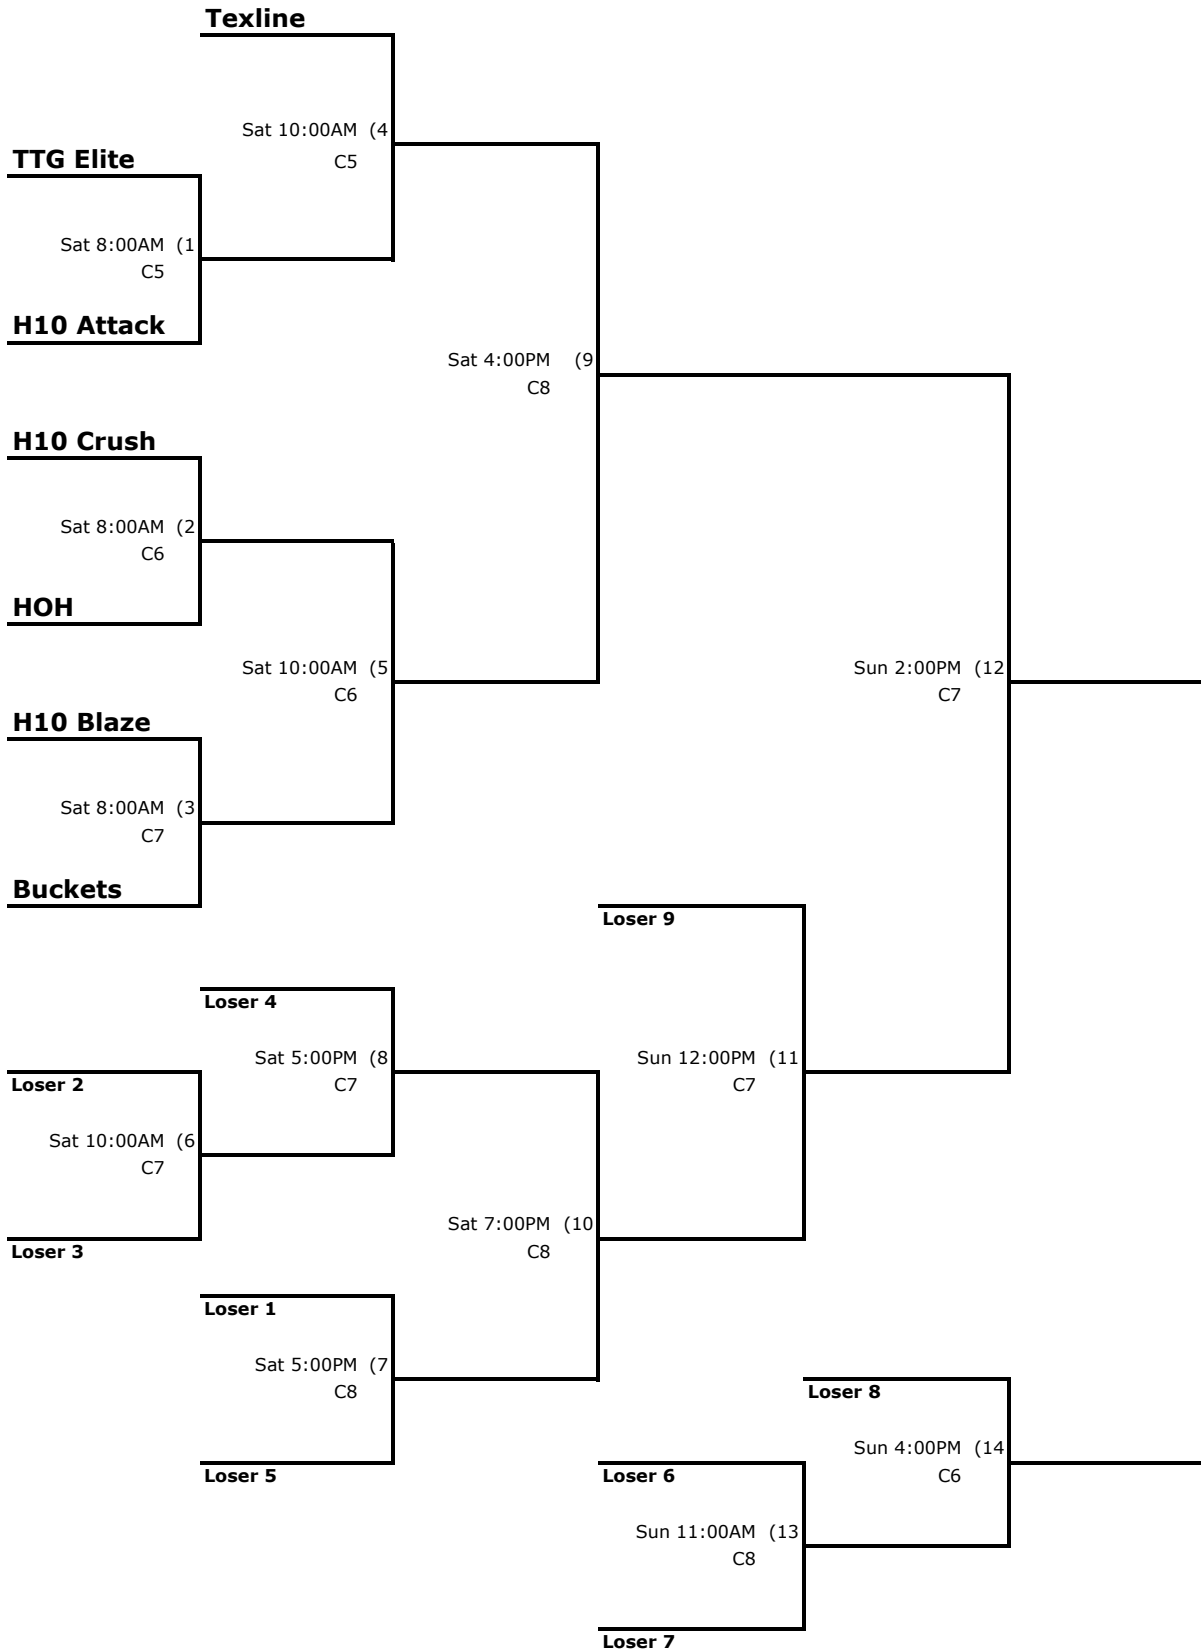 Texline
Sat 10:00AM (4
C5
TTG Elite
Sat 8:00AM (1
C5
H10 Attack
Sat 4:00PM (9
C8
H10 Crush
Sat 8:00AM (2
C6
HOH
Sat 10:00AM (5
C6
Sun 2:00PM (12
C7
H10 Blaze
Sat 8:00AM (3
C7
Buckets
Loser 9
Loser 4
Sat 5:00PM (8
C7
Sun 12:00PM (11
C7
Loser 2
Sat 10:00AM (6
C7
Loser 3
Sat 7:00PM (10
C8
Loser 1
Sat 5:00PM (7
C8
Loser 5
Loser 8
Sun 4:00PM (14
C6
Loser 6
Sun 11:00AM (13
C8
Loser 7